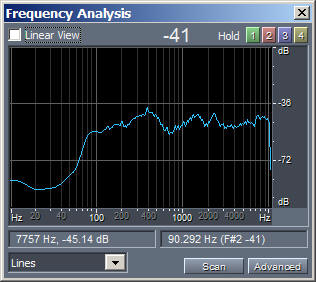 Frequency Analysis
Linear View -41 Hold 1 2 3 4
dB
-36
-72
dB
Hz 20 40 100 200 400 1000 2000 4000 Hz
7757 Hz, -45.14 dB 90.292 Hz (F#2 -41)
Lines Scan Advanced